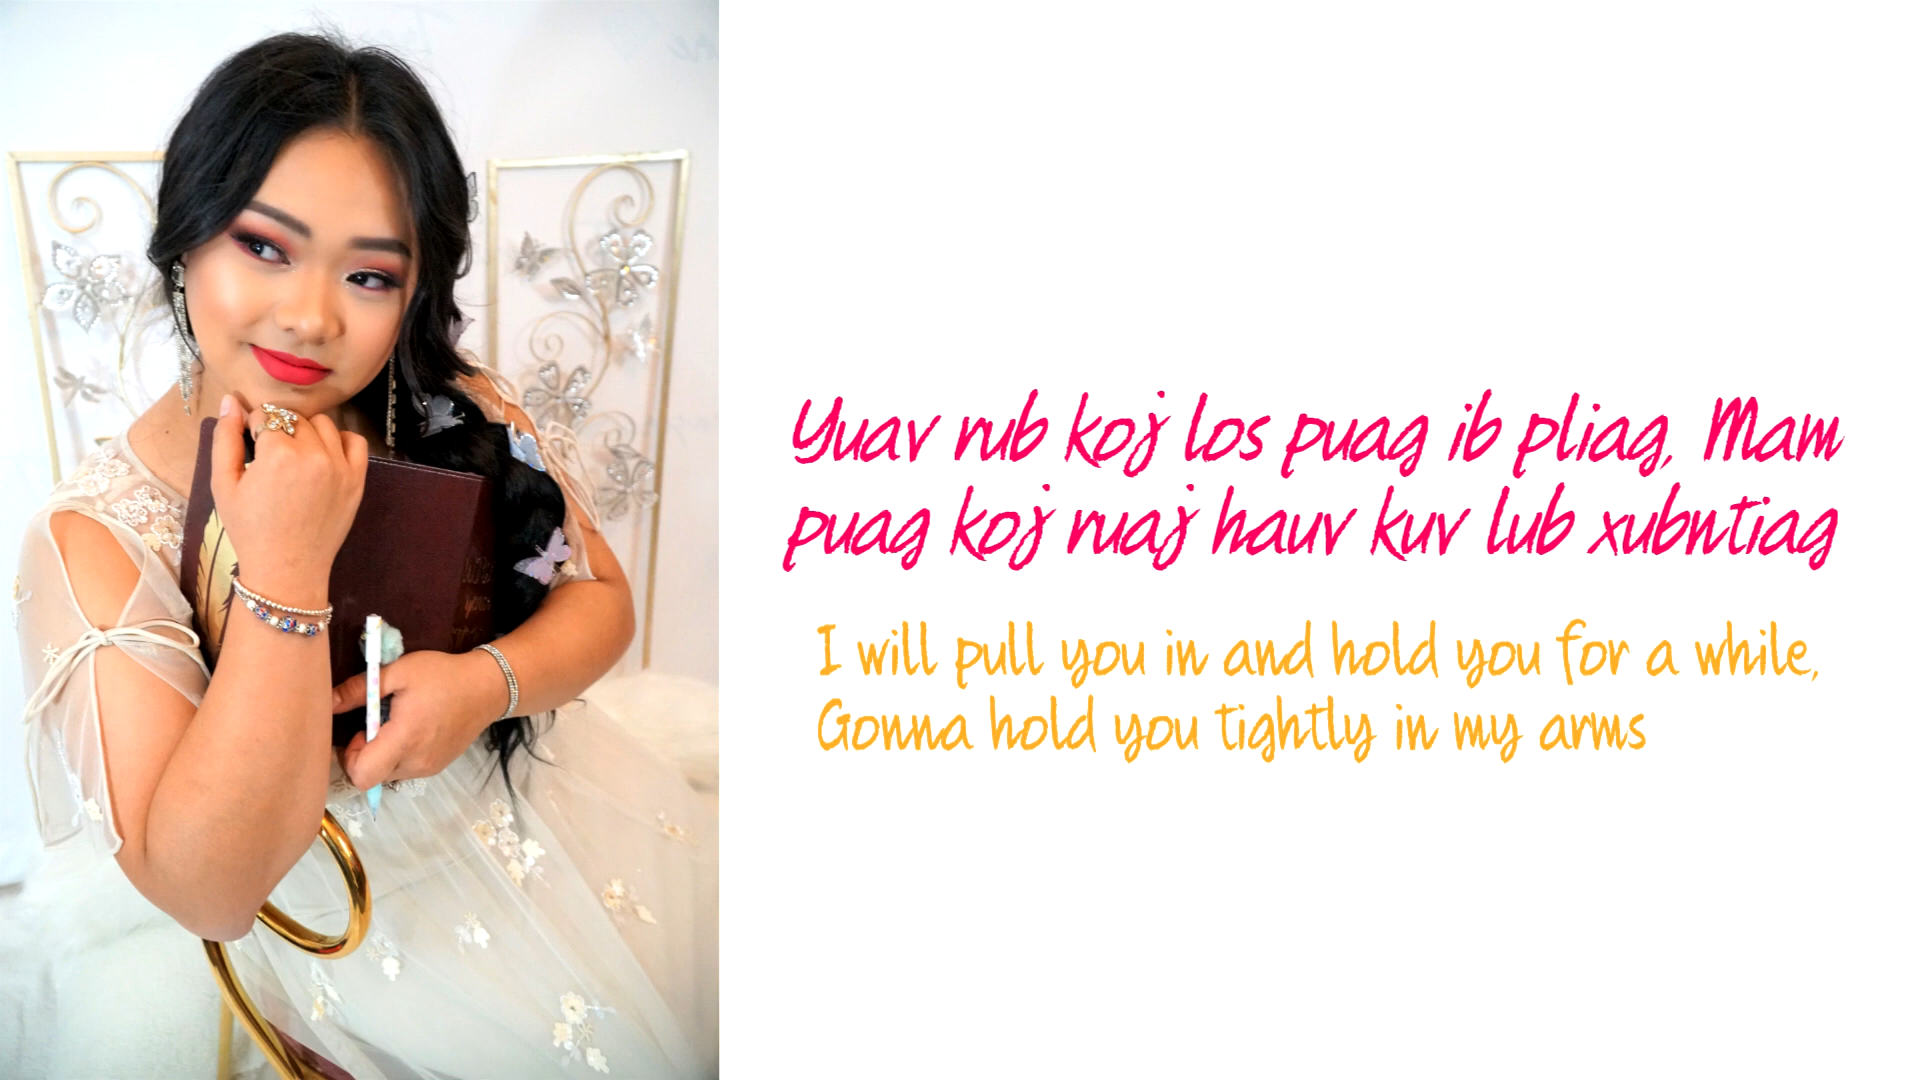 Yuav rub koj los puag ib pliag, Mam
puag koj ruaj hauv kuv lub xubntiag
I will pull you in and hold you for a while,
Gonna hold you tightly in my arms